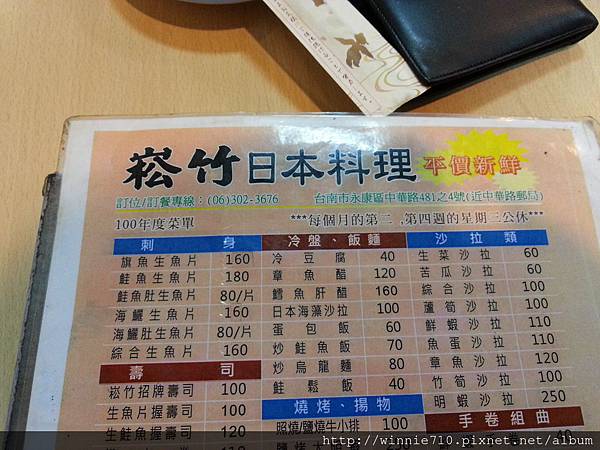 崧竹日本料理 平價新鮮
訂位/訂餐專線：(06)302-3676 台南市永康區中華路481之4號(近中華路郵局)
100年度菜單 ***每個月的第二，第四週的星期三公休***
刺身
旗魚生魚片 160
鮭魚生魚片 180
鮭魚肚生魚片 80/片
海鱺生魚片 160
海鱺肚生魚片 80/片
綜合生魚片 160
壽司
崧竹招牌壽司 100
生魚片握壽司 100
生鮭魚握壽司 120
冷盤、飯麵
冷豆腐 40
章魚醋 120
鱈魚肝醋 160
日本海藻沙拉 100
蛋包飯 60
炒鮭魚飯 70
炒烏龍麵 80
鮭鬆飯 40
燒烤、揚物
照燒/鹽燒牛小排 100
沙拉類
生菜沙拉 60
苦瓜沙拉 60
綜合沙拉 100
蘆筍沙拉 100
鮮蝦沙拉 110
魚蛋沙拉 110
章魚沙拉 120
竹筍沙拉 100
明蝦沙拉 250
手卷組曲
http://winnie710.pixnet.net/album